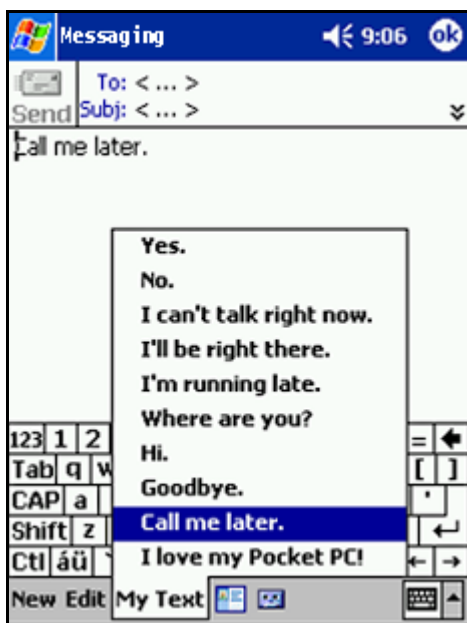 Messaging 9:06 ok
To: < ... >
Send Subj: < ... >
Call me later.
Yes.
No.
I can't talk right now.
I'll be right there.
I'm running late.
Where are you?
Hi.
Goodbye.
Call me later.
I love my Pocket PC!
123 1 2 =
Tab q w [ ]
CAP a '
Shift z
Ctl áü `
New Edit My Text